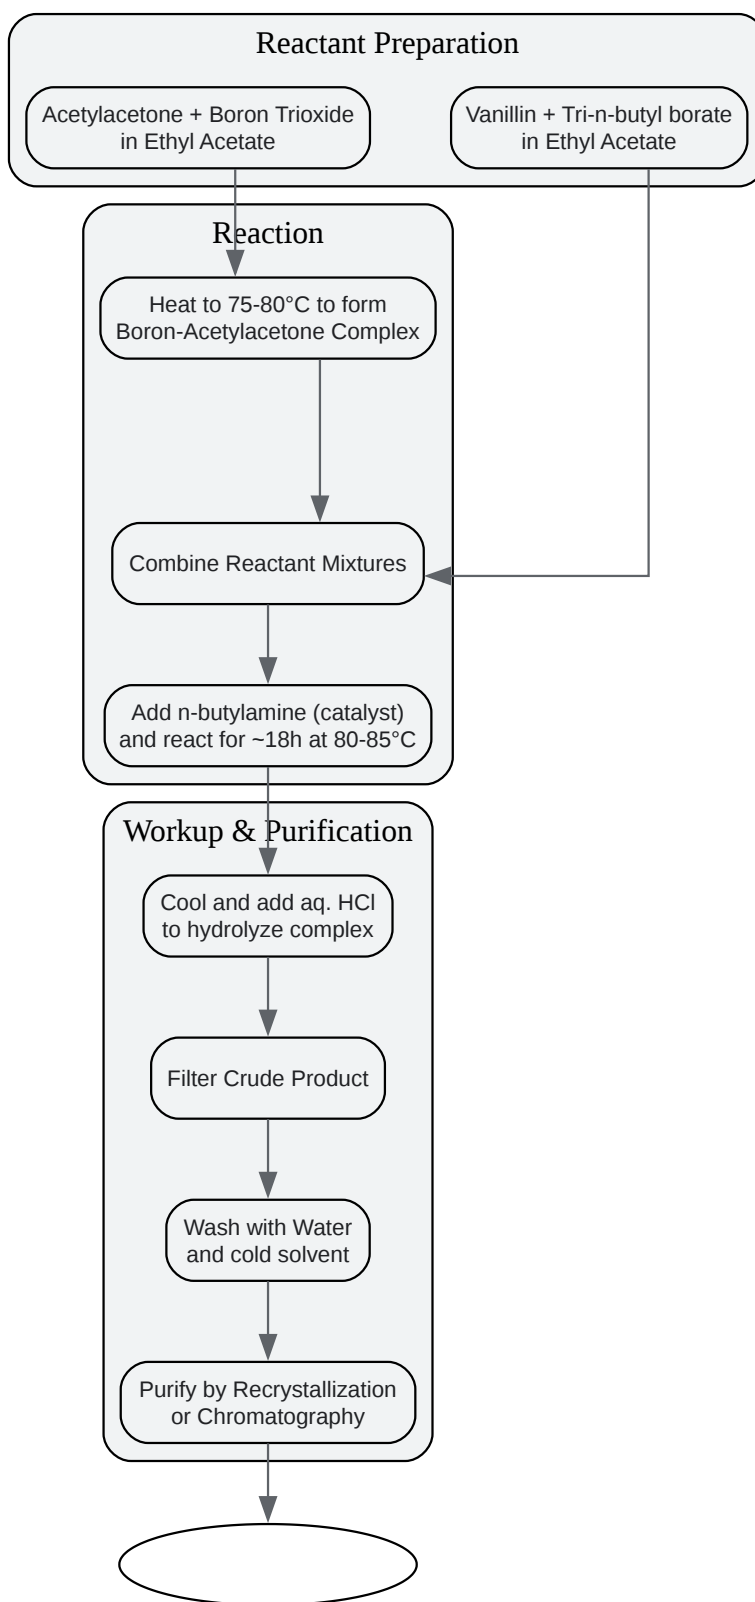 Reactant Preparation
Acetylacetone + Boron Trioxide
in Ethyl Acetate
Vanillin + Tri-n-butyl borate
in Ethyl Acetate
Reaction
Heat to 75-80°C to form
Boron-Acetylacetone Complex
Combine Reactant Mixtures
Add n-butylamine (catalyst)
and react for ~18h at 80-85°C
Workup & Purification
Cool and add aq. HCl
to hydrolyze complex
Filter Crude Product
Wash with Water
and cold solvent
Purify by Recrystallization
or Chromatography